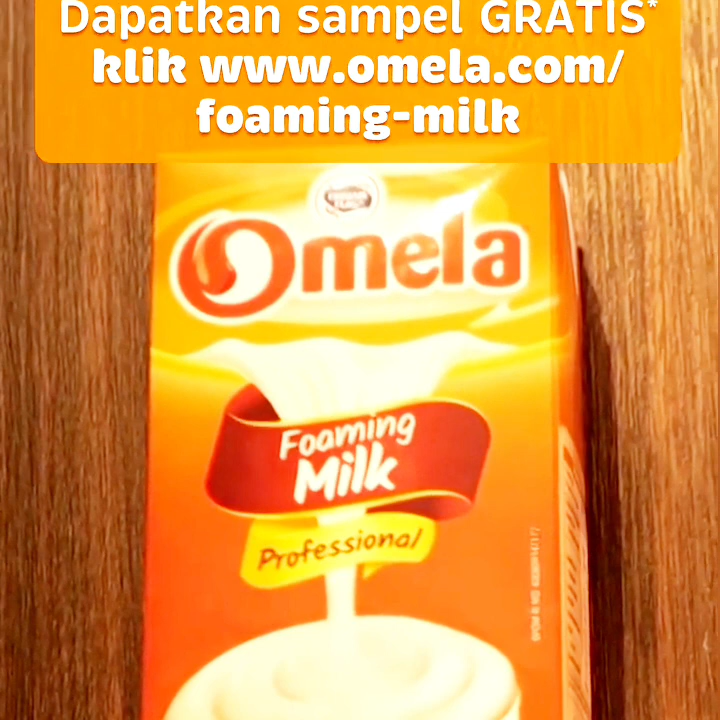 Dapatkan sampel GRATIS*
klik www.omela.com/
foaming-milk
Omela
Foaming
Milk
Professional